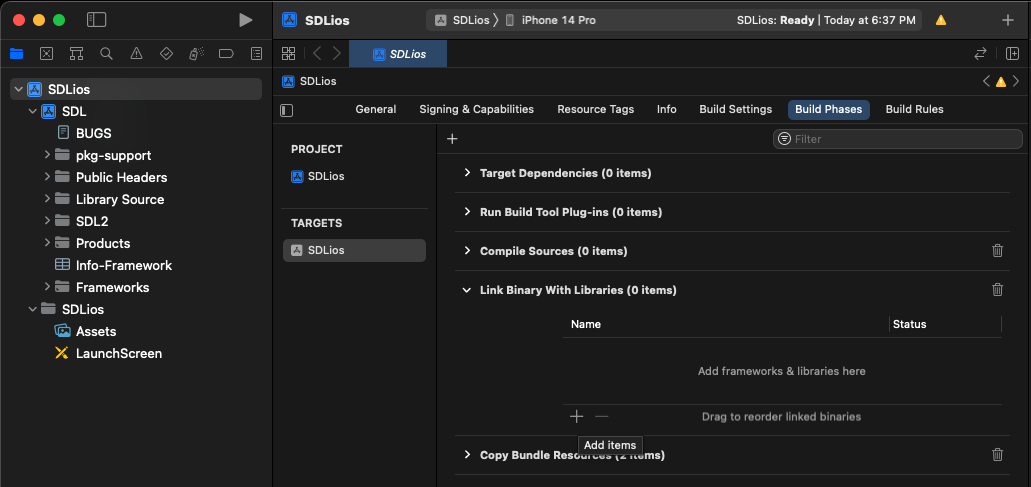 SDLios
SDLios
iPhone 14 Pro
SDLios: Ready | Today at 6:37 PM
SDLios
SDLios
General
Signing & Capabilities
Resource Tags
Info
Build Settings
Build Phases
Build Rules
SDLios
SDL
BUGS
pkg-support
Public Headers
Library Source
SDL2
Products
Info-Framework
Frameworks
SDLios
Assets
LaunchScreen
PROJECT
SDLios
TARGETS
SDLios
Filter
Target Dependencies (0 items)
Run Build Tool Plug-ins (0 items)
Compile Sources (0 items)
Link Binary With Libraries (0 items)
Name
Status
Add frameworks & libraries here
Drag to reorder linked binaries
Add items
Copy Bundle Resources (2 items)